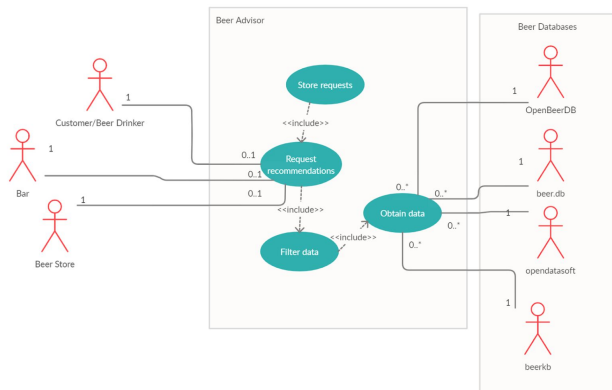 Beer Advisor
Beer Databases
Store requests
1
Customer/Beer Drinker
<<include>>
1
OpenBeerDB
1
Bar
0..1
0..1
0..1
Request
recommendations
1
Beer Store
<<include>>
Filter data
<<include>>
Obtain data
0..*
0..*
0..*
0..*
1
beer.db
1
opendatasoft
1
beerkb